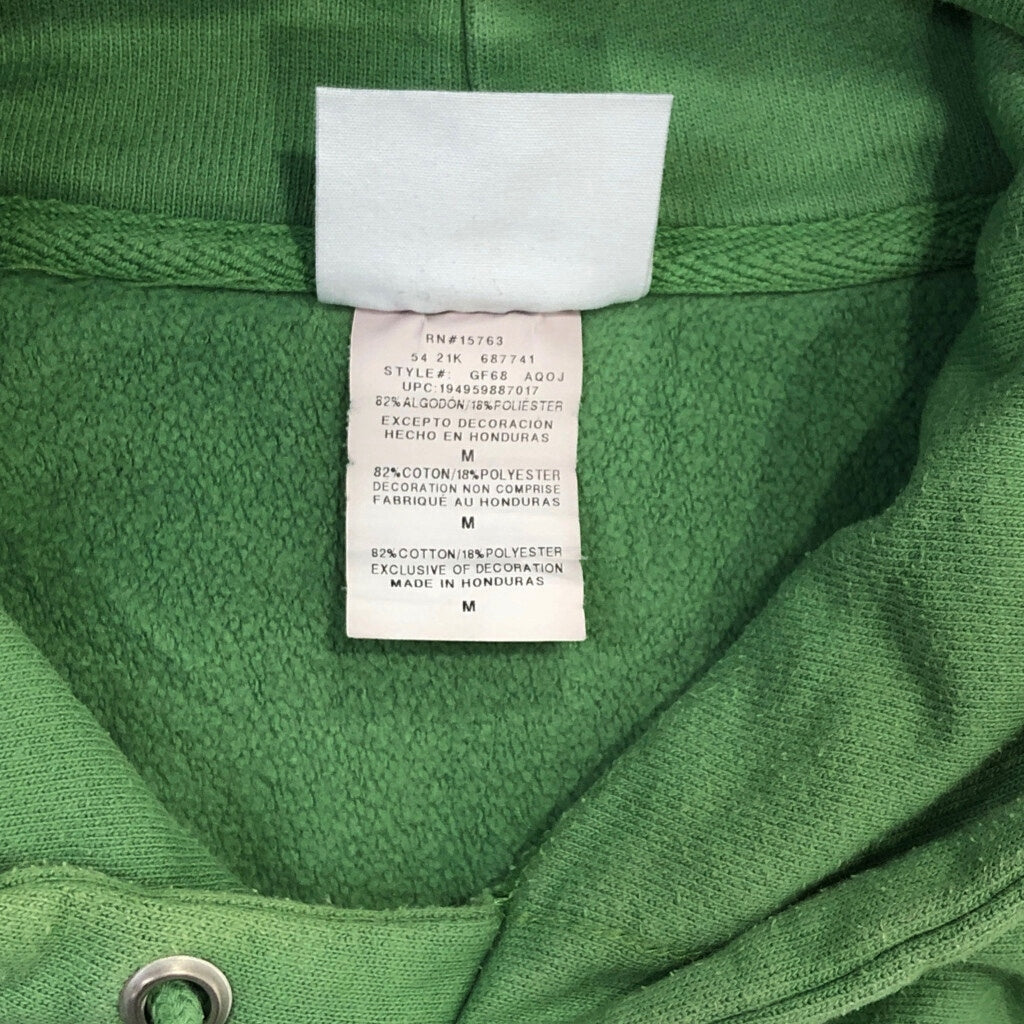 RN#15763
54 21K 687741
STYLE#: GF68 AQOJ
UPC:194959887017
82%ALGODÓN/18%POLIÉSTER
EXCEPTO DECORACIÓN
HECHO EN HONDURAS
M
82%COTON/18%POLYESTER
DECORATION NON COMPRISE
FABRIQUÉ AU HONDURAS
M
82%COTTON/18%POLYESTER
EXCLUSIVE OF DECORATION
MADE IN HONDURAS
M